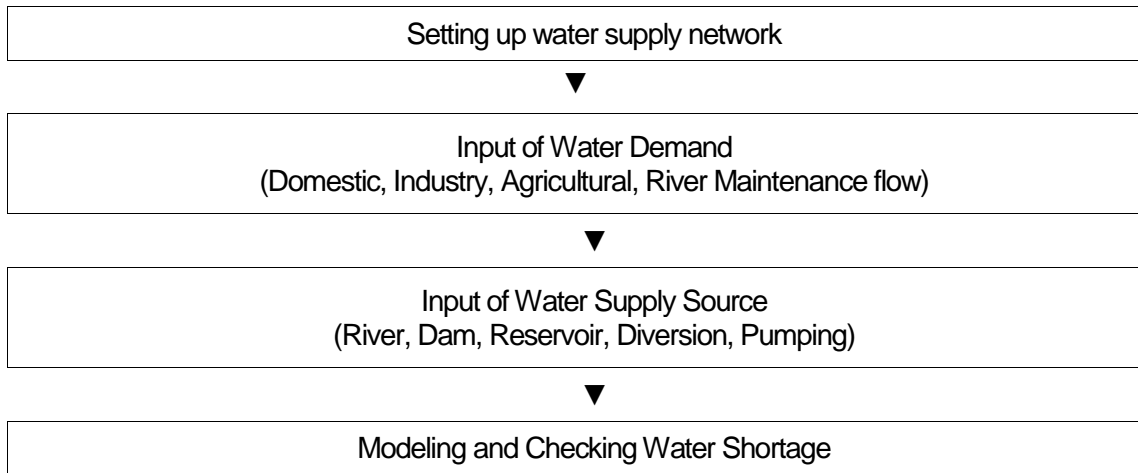 Setting up water supply network
▼
Input of Water Demand
(Domestic, Industry, Agricultural, River Maintenance flow)
▼
Input of Water Supply Source
(River, Dam, Reservoir, Diversion, Pumping)
▼
Modeling and Checking Water Shortage